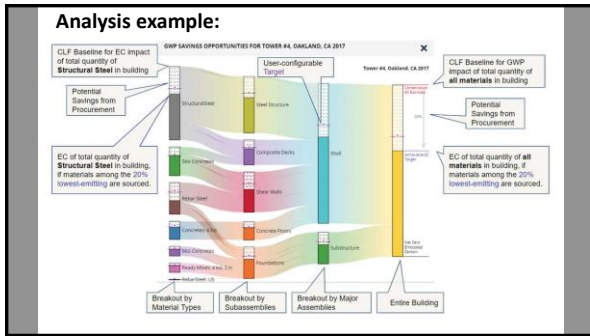 Analysis example:
GWP SAVINGS OPPORTUNITIES FOR TOWER #4, OAKLAND, CA 2017
CLF Baseline for EC impact
of total quantity of
Structural Steel in building
Potential
Savings from
Procurement
EC of total quantity of
Structural Steel in building,
if materials among the 20%
lowest-emitting are sourced.
User-configurable
Target
Tower #4, Oakland, CA 2017
CLF Baseline for GWP
impact of total quantity of
all materials in building
Potential
Savings from
Procurement
EC of total quantity of all
materials in building, if
materials among the 20%
lowest-emitting are sourced.
StructuralSteel
Steel Structure
Composite Decks
Shear Walls
Rebar Steel
Concrete Floors
Foundations
Shell
Substructure
RebarSteel: US
Breakout by
Material Types
Breakout by
Subassemblies
Breakout by Major
Assemblies
Entire Building